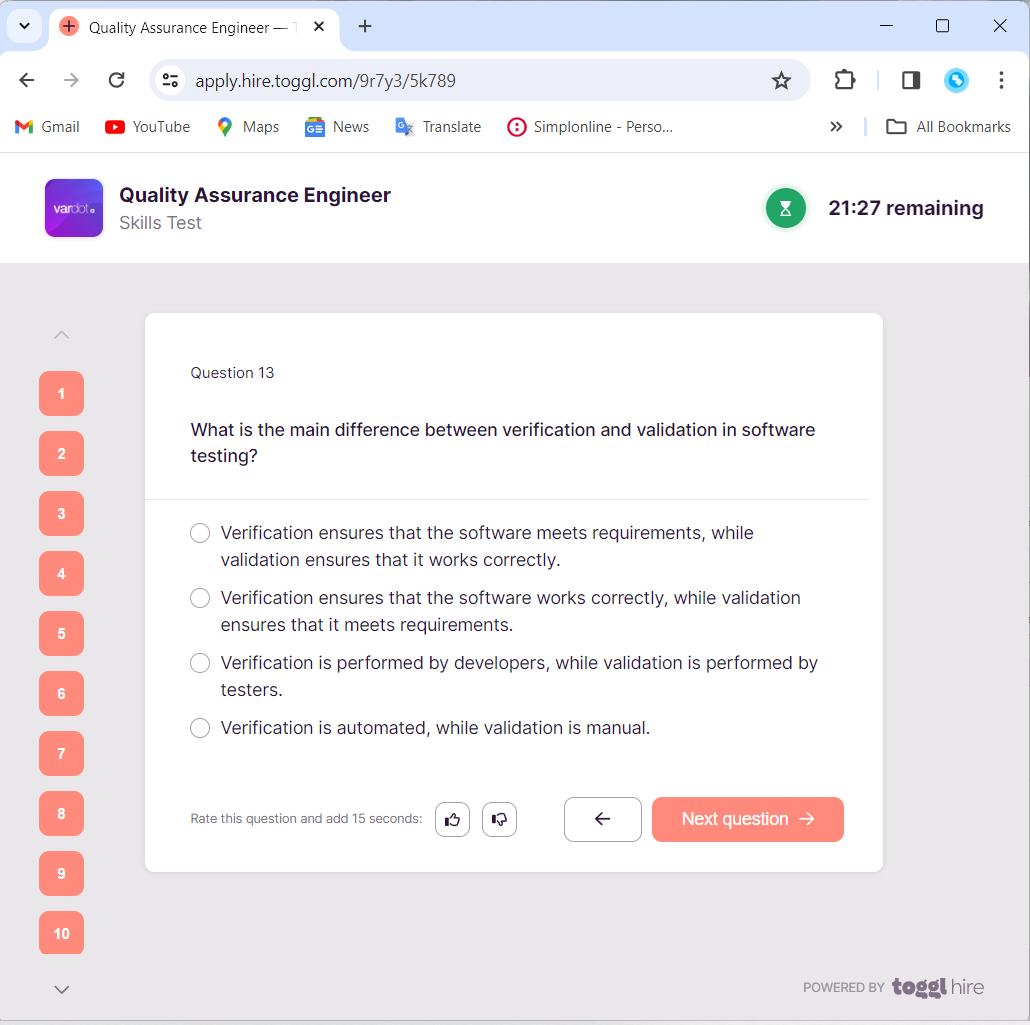 Quality Assurance Engineer —
apply.hire.toggl.com/9r7y3/5k789
Gmail YouTube Maps News Translate Simplonline - Perso... All Bookmarks
vardot
Quality Assurance Engineer
Skills Test
21:27 remaining
Question 13
What is the main difference between verification and validation in software
testing?
Verification ensures that the software meets requirements, while
validation ensures that it works correctly.
Verification ensures that the software works correctly, while validation
ensures that it meets requirements.
Verification is performed by developers, while validation is performed by
testers.
Verification is automated, while validation is manual.
Rate this question and add 15 seconds:
Next question
1
2
3
4
5
6
7
8
9
10
POWERED BY toggl hire